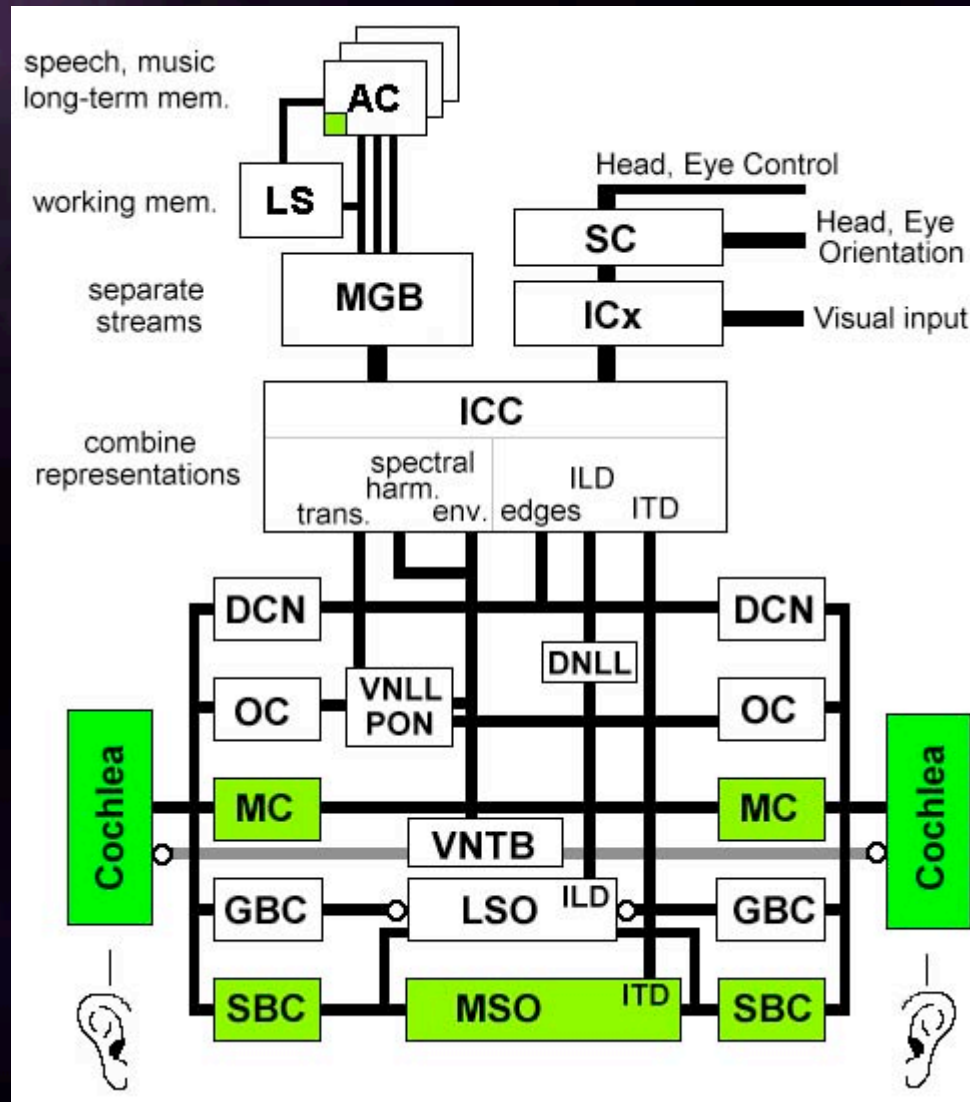 speech, music
long-term mem.
AC
Head, Eye Control
working mem.
LS
SC
Head, Eye
Orientation
separate
streams
MGB
ICx
Visual input
ICC
combine
representations
spectral
harm.
trans.
env.
edges
ILD
ITD
DCN
DCN
DNLL
OC
VNLL
PON
OC
Cochlea
MC
MC
Cochlea
VNTB
GBC
LSO
ILD
GBC
SBC
MSO
ITD
SBC